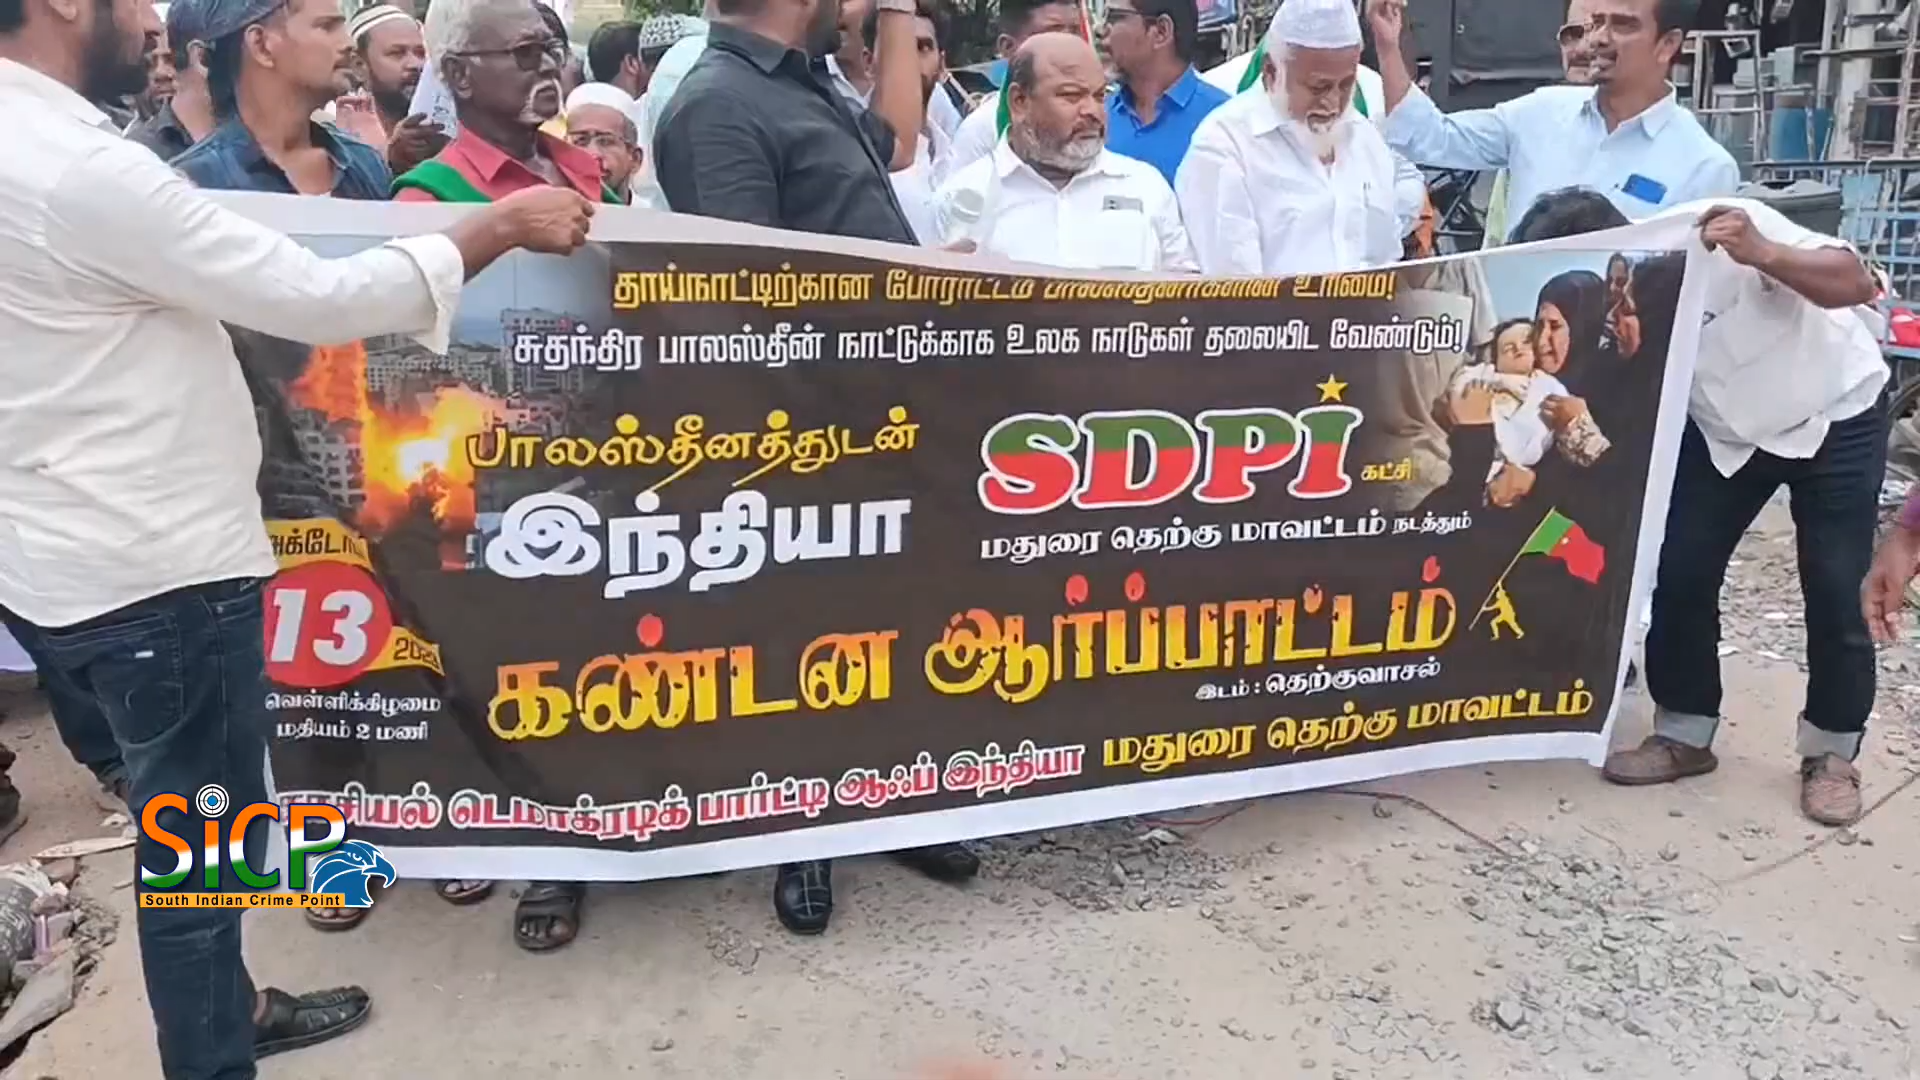 தாய்நாட்டிற்கான போராட்டம் பாலஸ்தீனர்களின் உரிமை!
சுதந்திர பாலஸ்தீன் நாட்டுக்காக உலக நாடுகள் தலையிட வேண்டும்!
பாலஸ்தீனத்துடன்
இந்தியா
SDPI கட்சி
மதுரை தெற்கு மாவட்டம் நடத்தும்
கண்டன ஆர்ப்பாட்டம்
இடம் : தெற்குவாசல்
13
வெள்ளிக்கிழமை
மதியம் 2 மணி
டெமாக்ரடிக் பார்ட்டி ஆஃப் இந்தியா மதுரை தெற்கு மாவட்டம்
SiCP
South Indian Crime Point